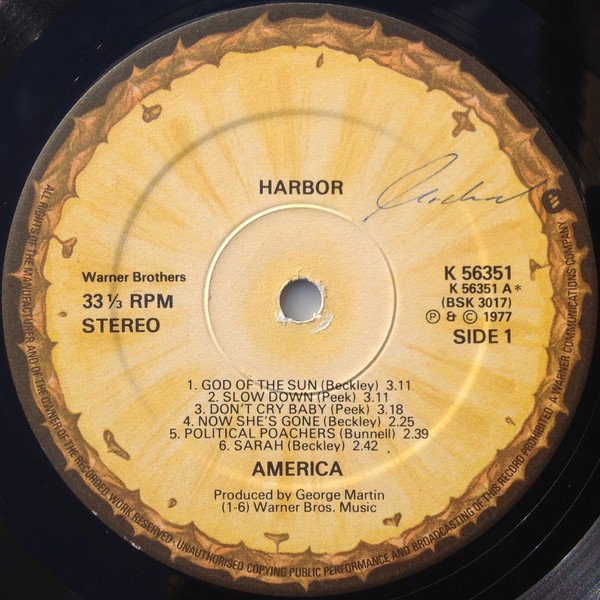 HARBOR
Warner Brothers
33 1/3 RPM
STEREO
K 56351
K 56351 A*
(BSK 3017)
Ⓟ & © 1977
SIDE 1
1. GOD OF THE SUN (Beckley) 3.11
2. SLOW DOWN (Peek) 3.11
3. DON'T CRY BABY (Peek) 3.18
4. NOW SHE'S GONE (Beckley) 2.25
5. POLITICAL POACHERS (Bunnell) 2.39
6. SARAH (Beckley) 2.42
AMERICA
Produced by George Martin
(1-6) Warner Bros. Music
ALL RIGHTS OF THE MANUFACTURER AND OF THE OWNER OF THE RECORDED WORK RESERVED. UNAUTHORISED COPYING PUBLIC PERFORMANCE AND BROADCASTING OF THIS RECORD PROHIBITED. A WARNER COMMUNICATIONS COMPANY.